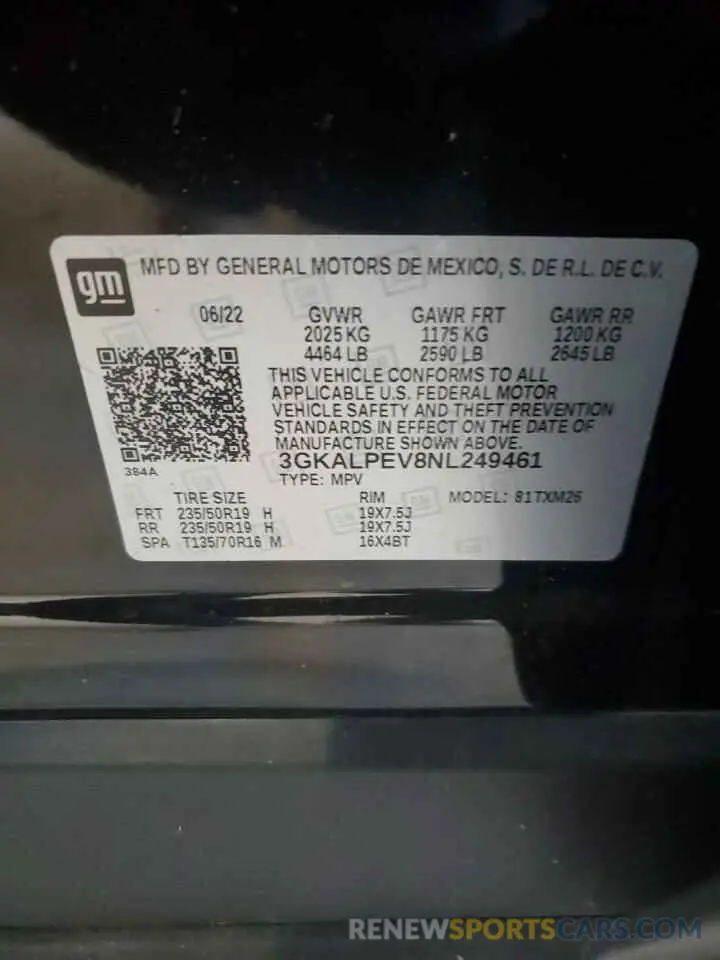 gm
MFD BY GENERAL MOTORS DE MEXICO, S. DE R.L. DE C.V.
06/22 GVWR GAWR FRT GAWR RR
2025 KG 1175 KG 1200 KG
4464 LB 2590 LB 2645 LB
THIS VEHICLE CONFORMS TO ALL
APPLICABLE U.S. FEDERAL MOTOR
VEHICLE SAFETY AND THEFT PREVENTION
STANDARDS IN EFFECT ON THE DATE OF
MANUFACTURE SHOWN ABOVE.
384A
3GKALPEV8NL249461
TYPE: MPV
TIRE SIZE RIM MODEL: 81TXM26
FRT 235/50R19 H 19X7.5J
RR 235/50R19 H 19X7.5J
SPA T135/70R16 M 16X4BT
RENEWSPORTSCARS.COM